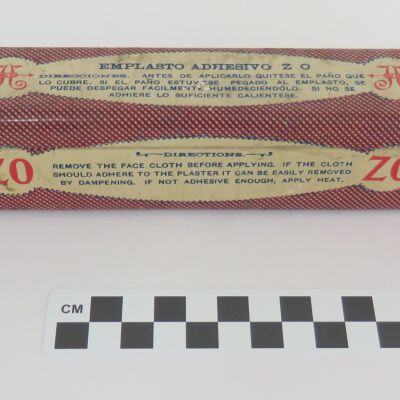 EMPLASTO ADHESIVO Z O
DIRECCIONES. ANTES DE APLICARLO QUITESE EL PAÑO QUE
LO CUBRE. SI EL PAÑO ESTUVIESE PEGADO AL EMPLASTO, SE
PUEDE DESPEGAR FACILMENTE HUMEDECIENDOLO. SI NO SE
ADHIERE LO SUFICIENTE CALIENTESE.
ZO
DIRECTIONS.
REMOVE THE FACE CLOTH BEFORE APPLYING. IF THE CLOTH
SHOULD ADHERE TO THE PLASTER IT CAN BE EASILY REMOVED
BY DAMPENING. IF NOT ADHESIVE ENOUGH, APPLY HEAT.
ZO
CM